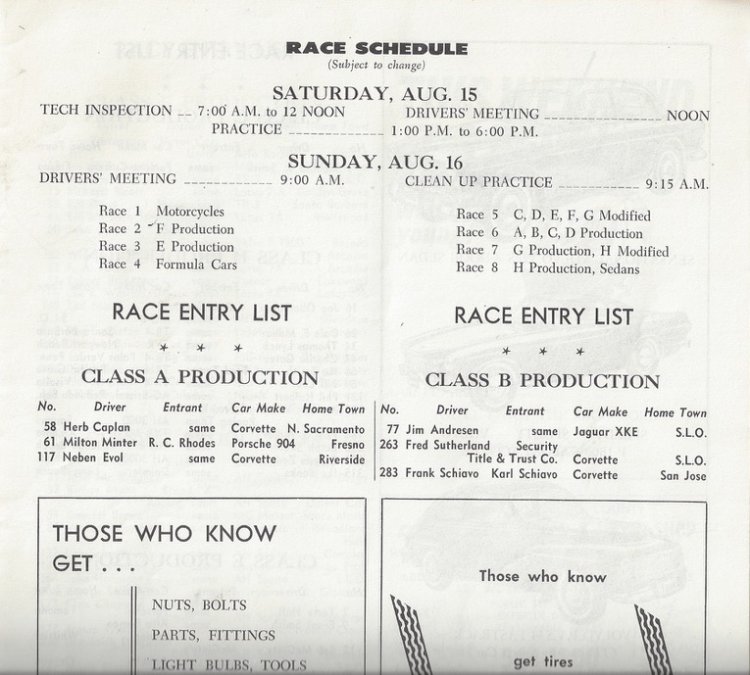 RACE SCHEDULE
(Subject to change)
SATURDAY, AUG. 15
TECH INSPECTION __ 7:00 A.M. to 12 NOON DRIVERS' MEETING ________________ NOON
PRACTICE _____________ 1:00 P.M. to 6:00 P.M.
SUNDAY, AUG. 16
DRIVERS' MEETING ____________ 9:00 A.M. CLEAN UP PRACTICE ___________ 9:15 A.M.
Race 1 Motorcycles
Race 2 F Production
Race 3 E Production
Race 4 Formula Cars
Race 5 C, D, E, F, G Modified
Race 6 A, B, C, D Production
Race 7 G Production, H Modified
Race 8 H Production, Sedans
RACE ENTRY LIST
* * *
CLASS A PRODUCTION
No. Driver Entrant Car Make Home Town
58 Herb Caplan same Corvette N. Sacramento
61 Milton Minter R. C. Rhodes Porsche 904 Fresno
117 Neben Evol same Corvette Riverside
RACE ENTRY LIST
* * *
CLASS B PRODUCTION
No. Driver Entrant Car Make Home Town
77 Jim Andresen same Jaguar XKE S.L.O.
263 Fred Sutherland Security
Title & Trust Co. Corvette S.L.O.
283 Frank Schiavo Karl Schiavo Corvette San Jose
THOSE WHO KNOW
GET . . .
NUTS, BOLTS
PARTS, FITTINGS
LIGHT BULBS, TOOLS
Those who know
get tires